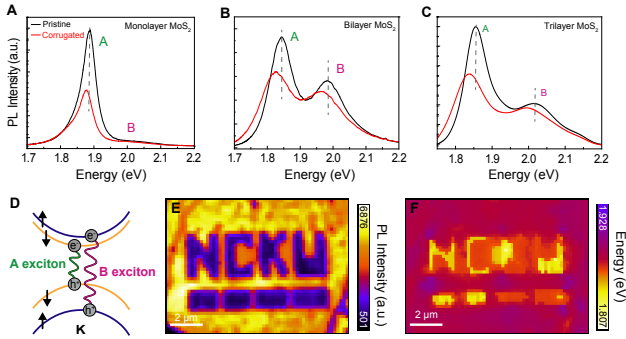 A
Monolayer MoS₂
Pristine
Corrugated
A
B
PL Intensity (a.u.)
1.7 1.8 1.9 2.0 2.1 2.2
Energy (eV)
B
Bilayer MoS₂
A
B
1.7 1.8 1.9 2.0 2.1 2.2
Energy (eV)
C
Trilayer MoS₂
A
B
1.8 1.9 2.0 2.1 2.2
Energy (eV)
D
e⁻
e⁻
A exciton
B exciton
h⁺
h⁺
K
E
NCKU
2 µm
6876
501
PL Intensity (a.u.)
F
NCKU
2 µm
1.928
1.807
Energy (eV)